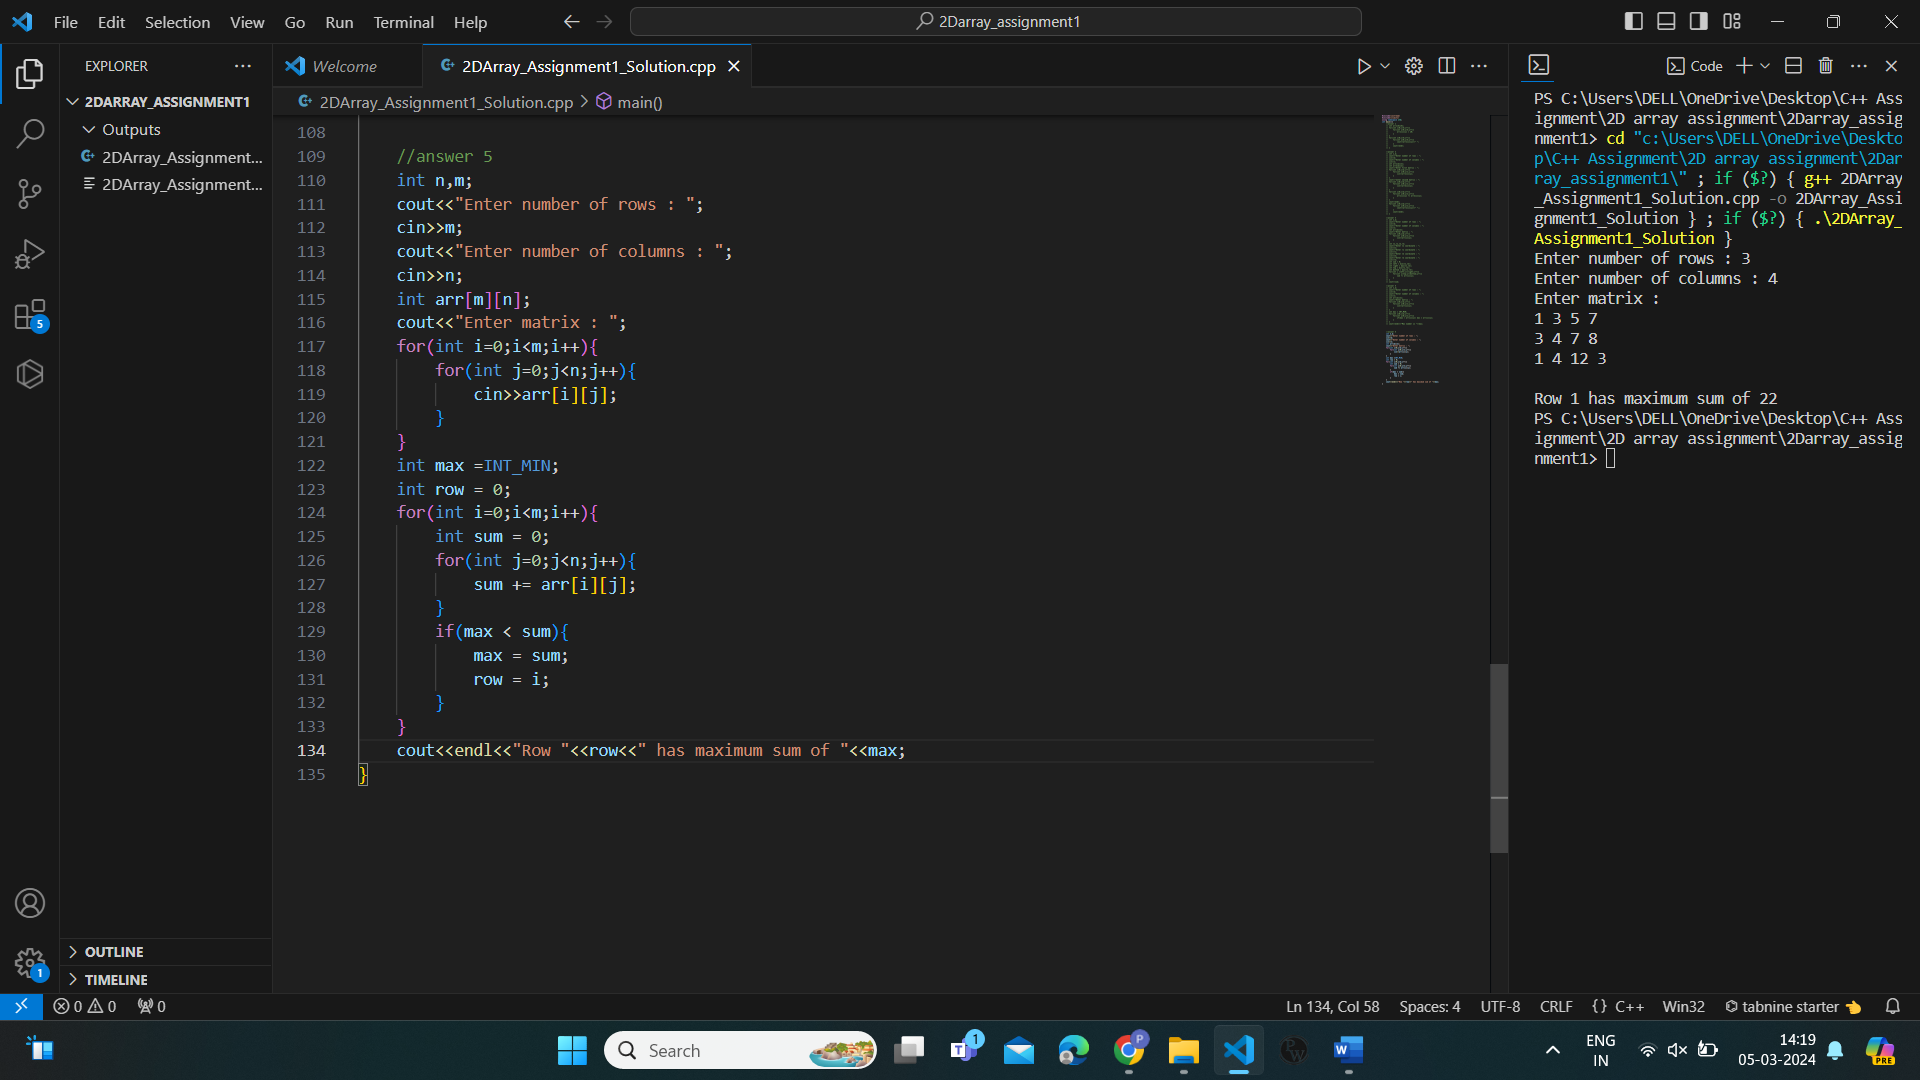 File Edit Selection View Go Run Terminal Help
2Darray_assignment1
EXPLORER
2DARRAY_ASSIGNMENT1
Outputs
2DArray_Assignment...
2DArray_Assignment...
OUTLINE
TIMELINE
5
1
Welcome
2DArray_Assignment1_Solution.cpp
2DArray_Assignment1_Solution.cpp > main()
108
109 //answer 5
110 int n,m;
111 cout<<"Enter number of rows : ";
112 cin>>m;
113 cout<<"Enter number of columns : ";
114 cin>>n;
115 int arr[m][n];
116 cout<<"Enter matrix : ";
117 for(int i=0;i<m;i++){
118 for(int j=0;j<n;j++){
119 cin>>arr[i][j];
120 }
121 }
122 int max =INT_MIN;
123 int row = 0;
124 for(int i=0;i<m;i++){
125 int sum = 0;
126 for(int j=0;j<n;j++){
127 sum += arr[i][j];
128 }
129 if(max < sum){
130 max = sum;
131 row = i;
132 }
133 }
134 cout<<endl<<"Row "<<row<<" has maximum sum of "<<max;
135 }
Code
PS C:\Users\DELL\OneDrive\Desktop\C++ Ass
ignment\2D array assignment\2Darray_assig
nment1> cd "c:\Users\DELL\OneDrive\Deskto
p\C++ Assignment\2D array assignment\2Dar
ray_assignment1\" ; if ($?) { g++ 2DArray
_Assignment1_Solution.cpp -o 2DArray_Assi
gnment1_Solution } ; if ($?) { .\2DArray_
Assignment1_Solution }
Enter number of rows : 3
Enter number of columns : 4
Enter matrix :
1 3 5 7
3 4 7 8
1 4 12 3
Row 1 has maximum sum of 22
PS C:\Users\DELL\OneDrive\Desktop\C++ Ass
ignment\2D array assignment\2Darray_assig
nment1>
0 0 0
Ln 134, Col 58 Spaces: 4 UTF-8 CRLF {} C++ Win32 tabnine starter
Search
1
P
ENG
IN
14:19
05-03-2024
PRE